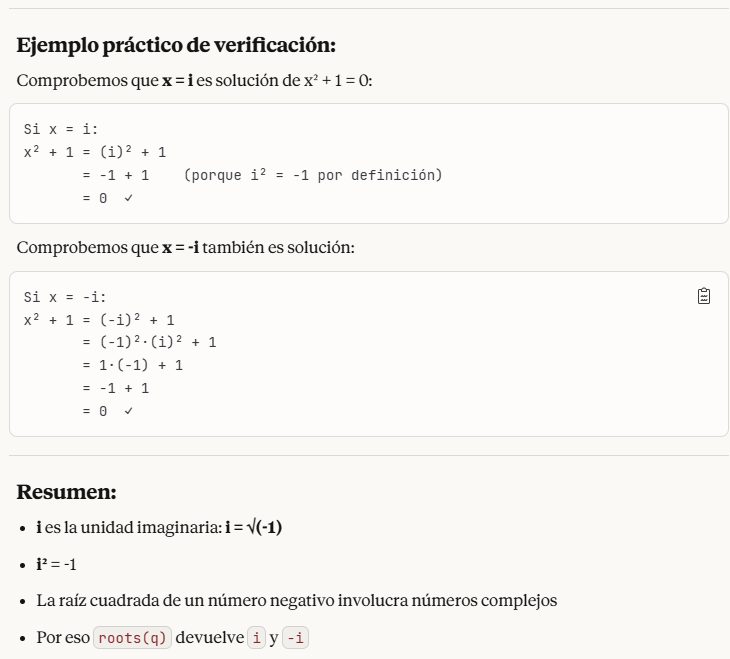 Ejemplo práctico de verificación:
Comprobemos que x = i es solución de x² + 1 = 0:
Si x = i:
x² + 1 = (i)² + 1
= -1 + 1    (porque i² = -1 por definición)
= 0 ✓
Comprobemos que x = -i también es solución:
Si x = -i:
x² + 1 = (-i)² + 1
= (-1)²·(i)² + 1
= 1·(-1) + 1
= -1 + 1
= 0 ✓
Resumen:
• i es la unidad imaginaria: i = √(-1)
• i² = -1
• La raíz cuadrada de un número negativo involucra números complejos
• Por eso roots(q) devuelve i y -i